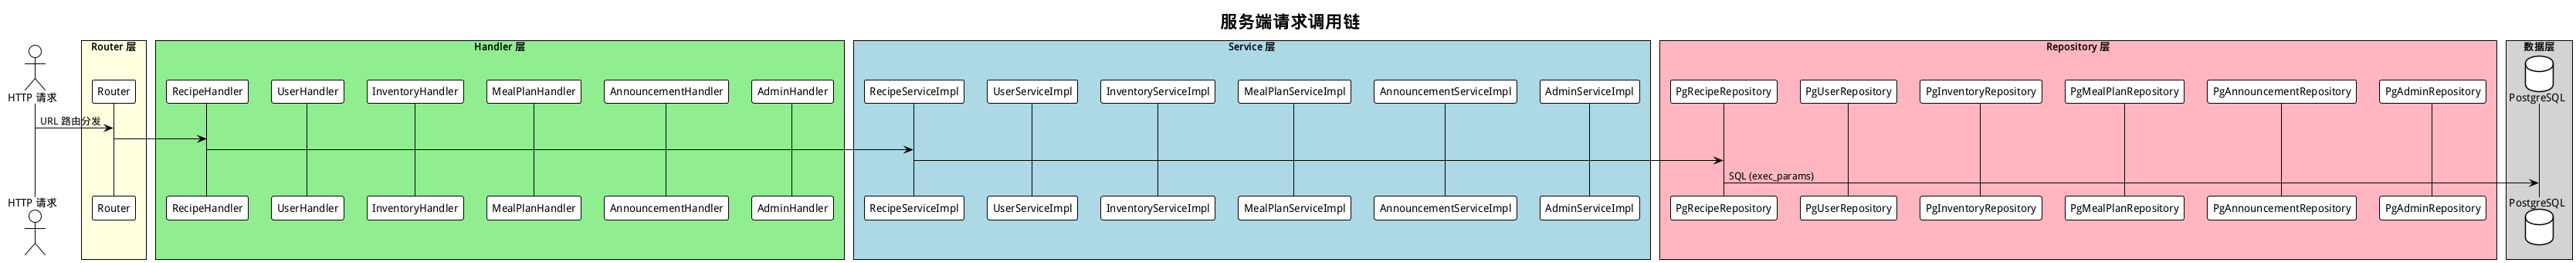 服务端请求调用链
Router 层
Handler 层
Service 层
Repository 层
数据层
HTTP 请求
Router
RecipeHandler
UserHandler
InventoryHandler
MealPlanHandler
AnnouncementHandler
AdminHandler
RecipeServiceImpl
UserServiceImpl
InventoryServiceImpl
MealPlanServiceImpl
AnnouncementServiceImpl
AdminServiceImpl
PgRecipeRepository
PgUserRepository
PgInventoryRepository
PgMealPlanRepository
PgAnnouncementRepository
PgAdminRepository
PostgreSQL
URL 路由分发
SQL (exec_params)
HTTP 请求
Router
RecipeHandler
UserHandler
InventoryHandler
MealPlanHandler
AnnouncementHandler
AdminHandler
RecipeServiceImpl
UserServiceImpl
InventoryServiceImpl
MealPlanServiceImpl
AnnouncementServiceImpl
AdminServiceImpl
PgRecipeRepository
PgUserRepository
PgInventoryRepository
PgMealPlanRepository
PgAnnouncementRepository
PgAdminRepository
PostgreSQL